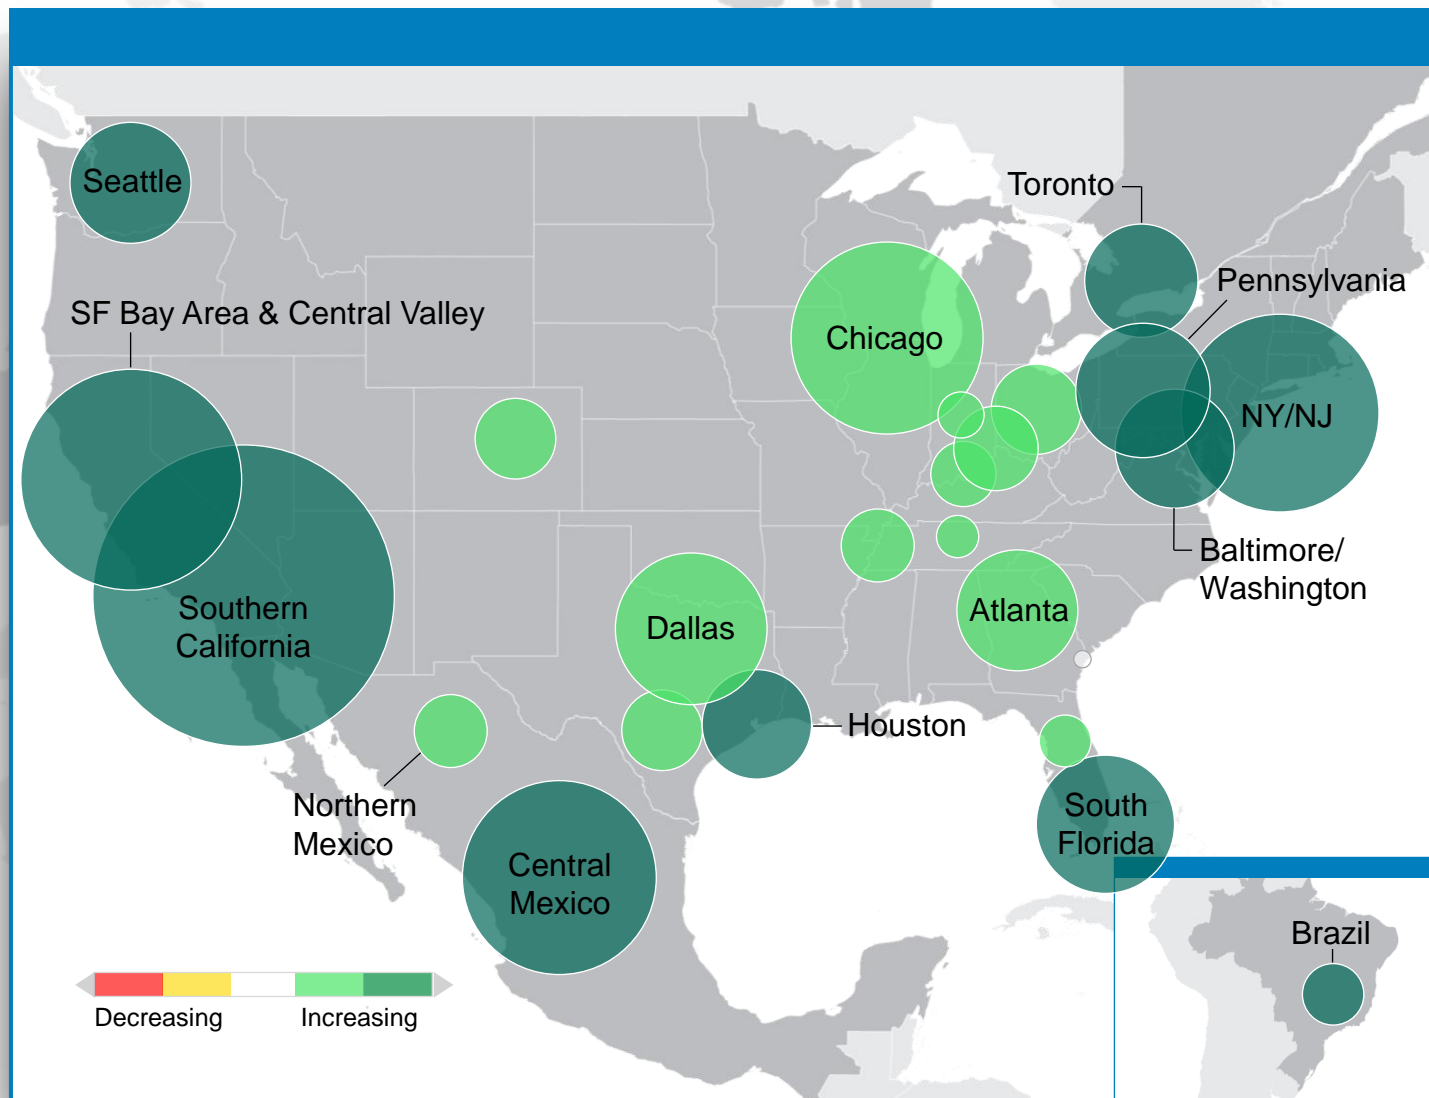 Seattle
Toronto
Pennsylvania
SF Bay Area & Central Valley
Chicago
NY/NJ
Baltimore/
Washington
Southern
California
Dallas
Atlanta
Houston
Northern
Mexico
South
Florida
Central
Mexico
Brazil
Decreasing
Increasing